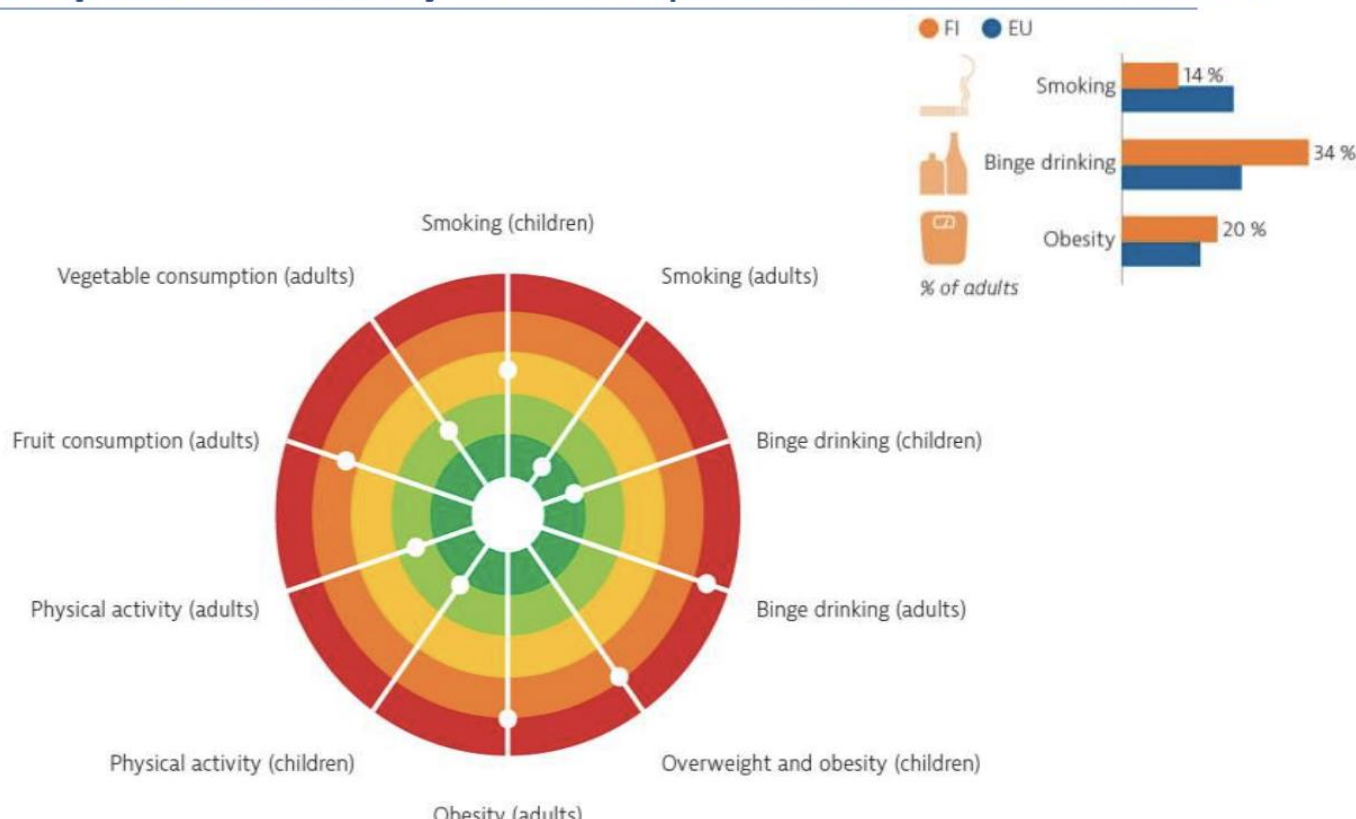 FI EU
Smoking 14 %
Binge drinking 34 %
Obesity 20 %
% of adults
Smoking (children)
Vegetable consumption (adults)
Smoking (adults)
Fruit consumption (adults)
Binge drinking (children)
Physical activity (adults)
Binge drinking (adults)
Physical activity (children)
Overweight and obesity (children)
Obesity (adults)